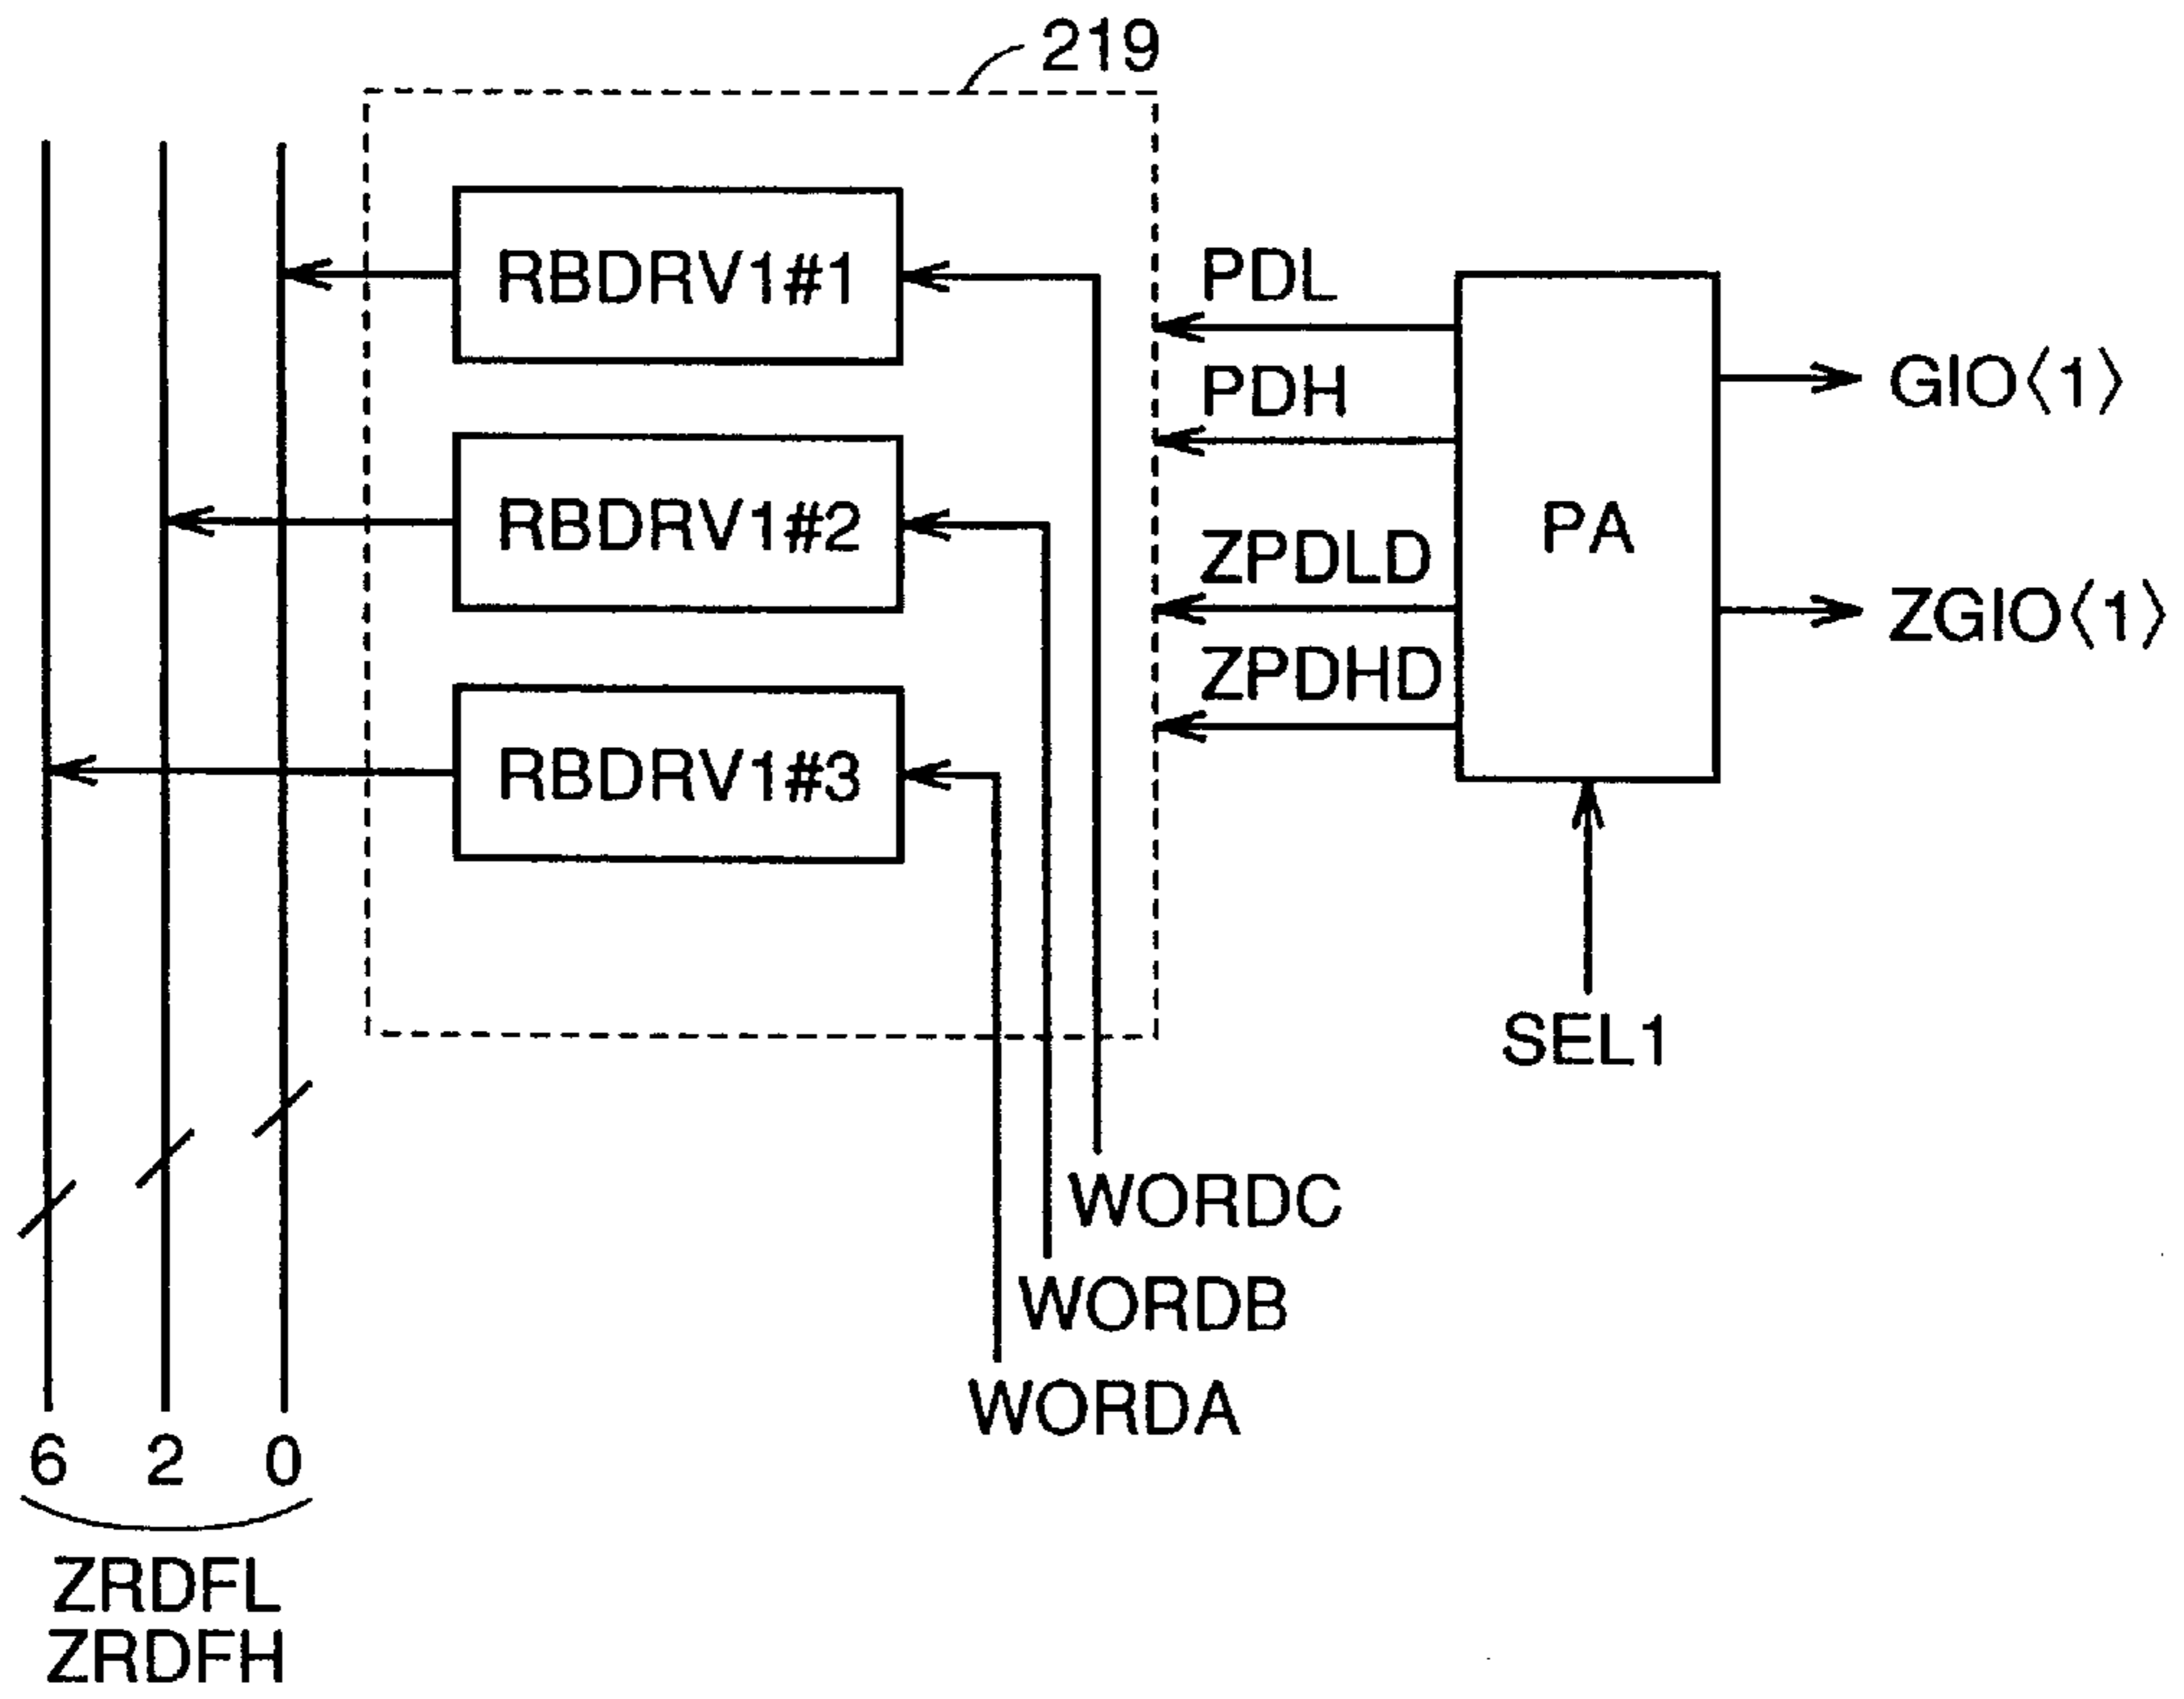 219
RBDRV1#1
PDL
GIO⟨1⟩
PDH
RBDRV1#2
PA
ZPDLD
ZGIO⟨1⟩
ZPDHD
RBDRV1#3
SEL1
WORDC
WORDB
WORDA
6 2 0
ZRDFL
ZRDFH